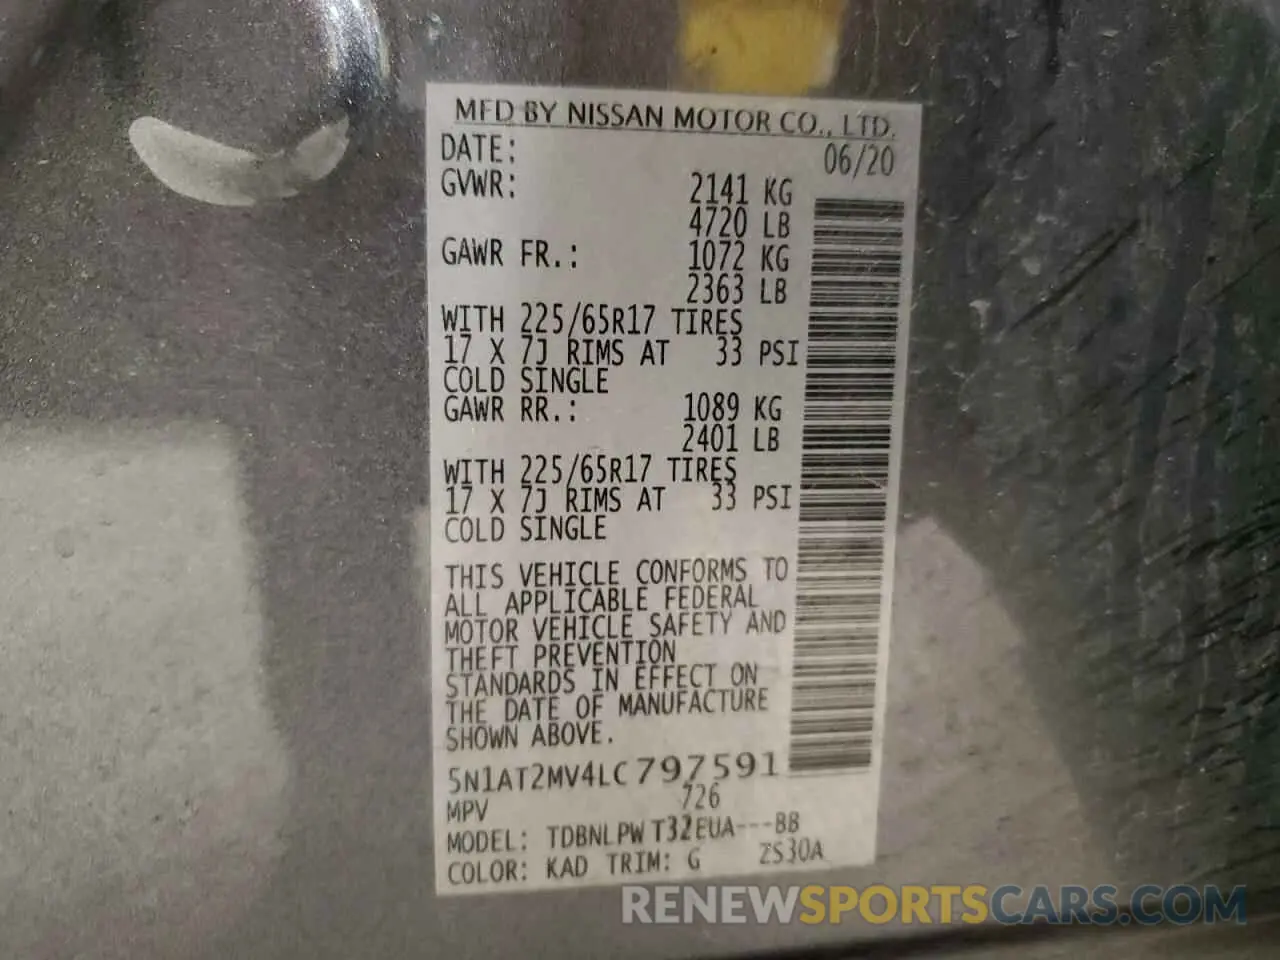 MFD BY NISSAN MOTOR CO., LTD.
DATE: 06/20
GVWR: 2141 KG
4720 LB
GAWR FR.: 1072 KG
2363 LB
WITH 225/65R17 TIRES
17 X 7J RIMS AT 33 PSI
COLD SINGLE
GAWR RR.: 1089 KG
2401 LB
WITH 225/65R17 TIRES
17 X 7J RIMS AT 33 PSI
COLD SINGLE
THIS VEHICLE CONFORMS TO
ALL APPLICABLE FEDERAL
MOTOR VEHICLE SAFETY AND
THEFT PREVENTION
STANDARDS IN EFFECT ON
THE DATE OF MANUFACTURE
SHOWN ABOVE.
5N1AT2MV4LC797591
MPV 726
MODEL: TDBNLPWT32EUA---BB
COLOR: KAD TRIM: G ZS30A
RENEWSPORTSCARS.COM